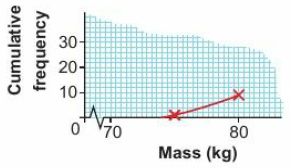 Cumulative
frequency
30
20
10
0 70 80
Mass (kg)